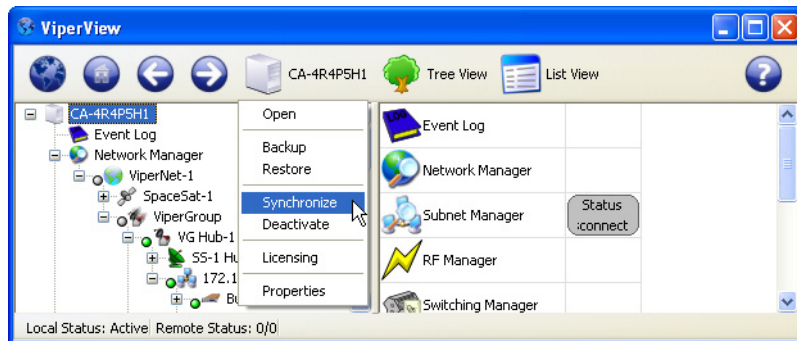 ViperView
CA-4R4P5H1
Tree View
List View
CA-4R4P5H1
Event Log
Network Manager
ViperNet-1
SpaceSat-1
ViperGroup
VG Hub-1
SS-1 Hu
172.1
Bu
Open
Backup
Restore
Synchronize
Deactivate
Licensing
Properties
LOG
Event Log
Network Manager
Subnet Manager
Status
:connect
RF Manager
Switching Manager
Local Status: Active
Remote Status: 0/0